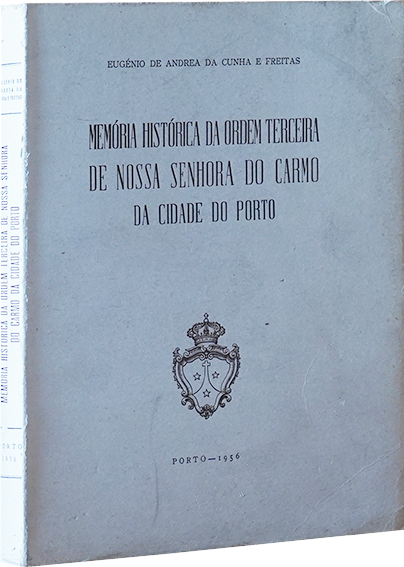 EUGÉNIO DE ANDREA DA CUNHA E FREITAS
MEMÓRIA HISTÓRICA DA ORDEM TERCEIRA
DE NOSSA SENHORA DO CARMO
DA CIDADE DO PORTO
PORTO—1956
MEMÓRIA HISTÓRICA DA ORDEM TERCEIRA DE NOSSA SENHORA
DO CARMO DA CIDADE DO PORTO